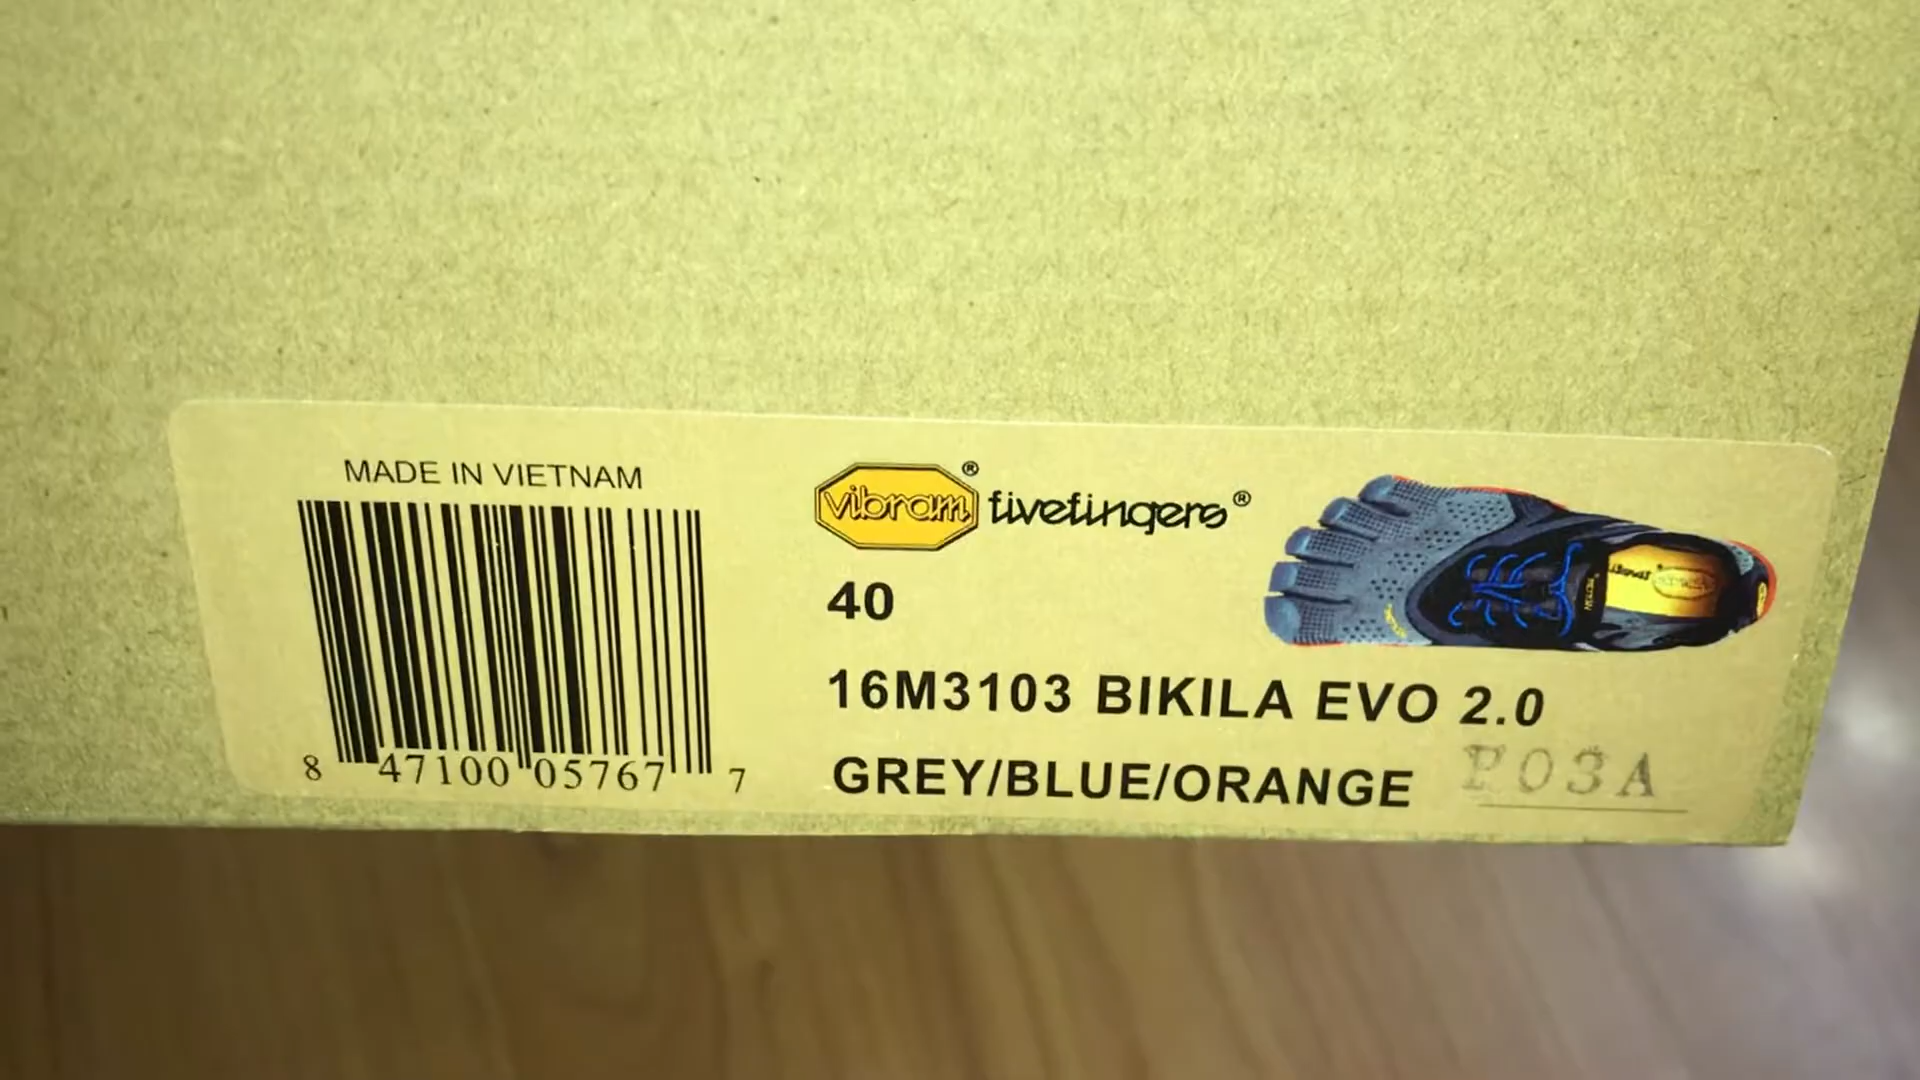 MADE IN VIETNAM
8 47100 05767 7
vibram® fivefingers®
40
16M3103 BIKILA EVO 2.0
GREY/BLUE/ORANGE
P03A